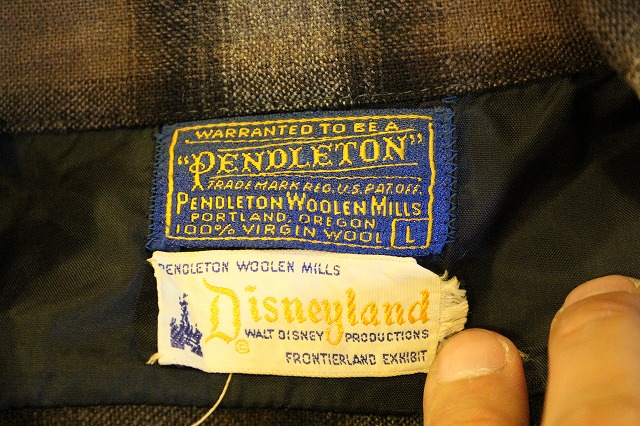 WARRANTED TO BE A
"PENDLETON"
TRADE MARK REG. U.S. PAT. OFF.
PENDLETON WOOLEN MILLS
PORTLAND, OREGON
100% VIRGIN WOOL L
PENDLETON WOOLEN MILLS
Disneyland
WALT DISNEY PRODUCTIONS
©
FRONTIERLAND EXHIBIT